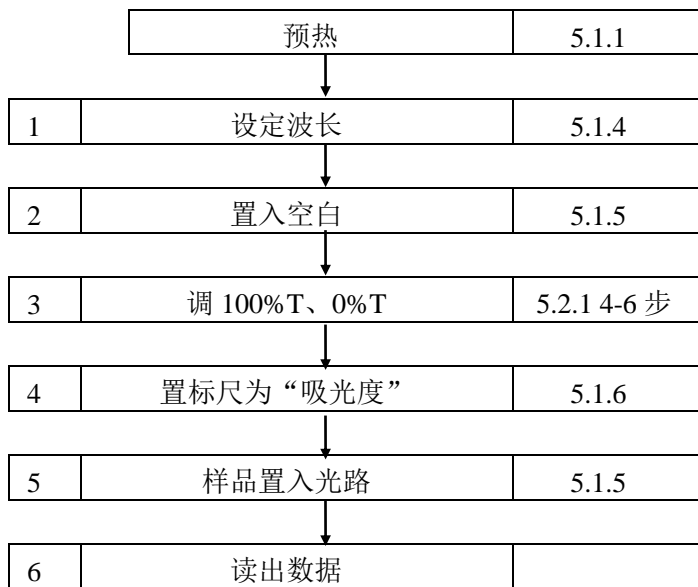 预热 5.1.1
1 设定波长 5.1.4
2 置入空白 5.1.5
3 调 100%T、0%T 5.2.1 4-6 步
4 置标尺为“吸光度” 5.1.6
5 样品置入光路 5.1.5
6 读出数据